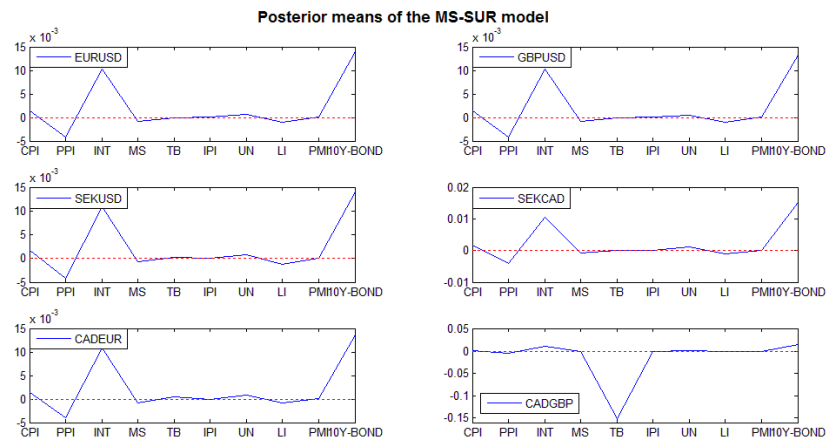 Posterior means of the MS-SUR model
x 10⁻³
15
10
5
0
-5
EURUSD
CPI PPI INT MS TB IPI UN LI PMI10Y-BOND
x 10⁻³
15
10
5
0
-5
GBPUSD
CPI PPI INT MS TB IPI UN LI PMI10Y-BOND
x 10⁻³
15
10
5
0
-5
SEKUSD
CPI PPI INT MS TB IPI UN LI PMI10Y-BOND
0.02
0.01
0
-0.01
SEKCAD
CPI PPI INT MS TB IPI UN LI PMI10Y-BOND
x 10⁻³
15
10
5
0
-5
CADEUR
CPI PPI INT MS TB IPI UN LI PMI10Y-BOND
0.05
0
-0.05
-0.1
-0.15
CADGBP
CPI PPI INT MS TB IPI UN LI PMI10Y-BOND